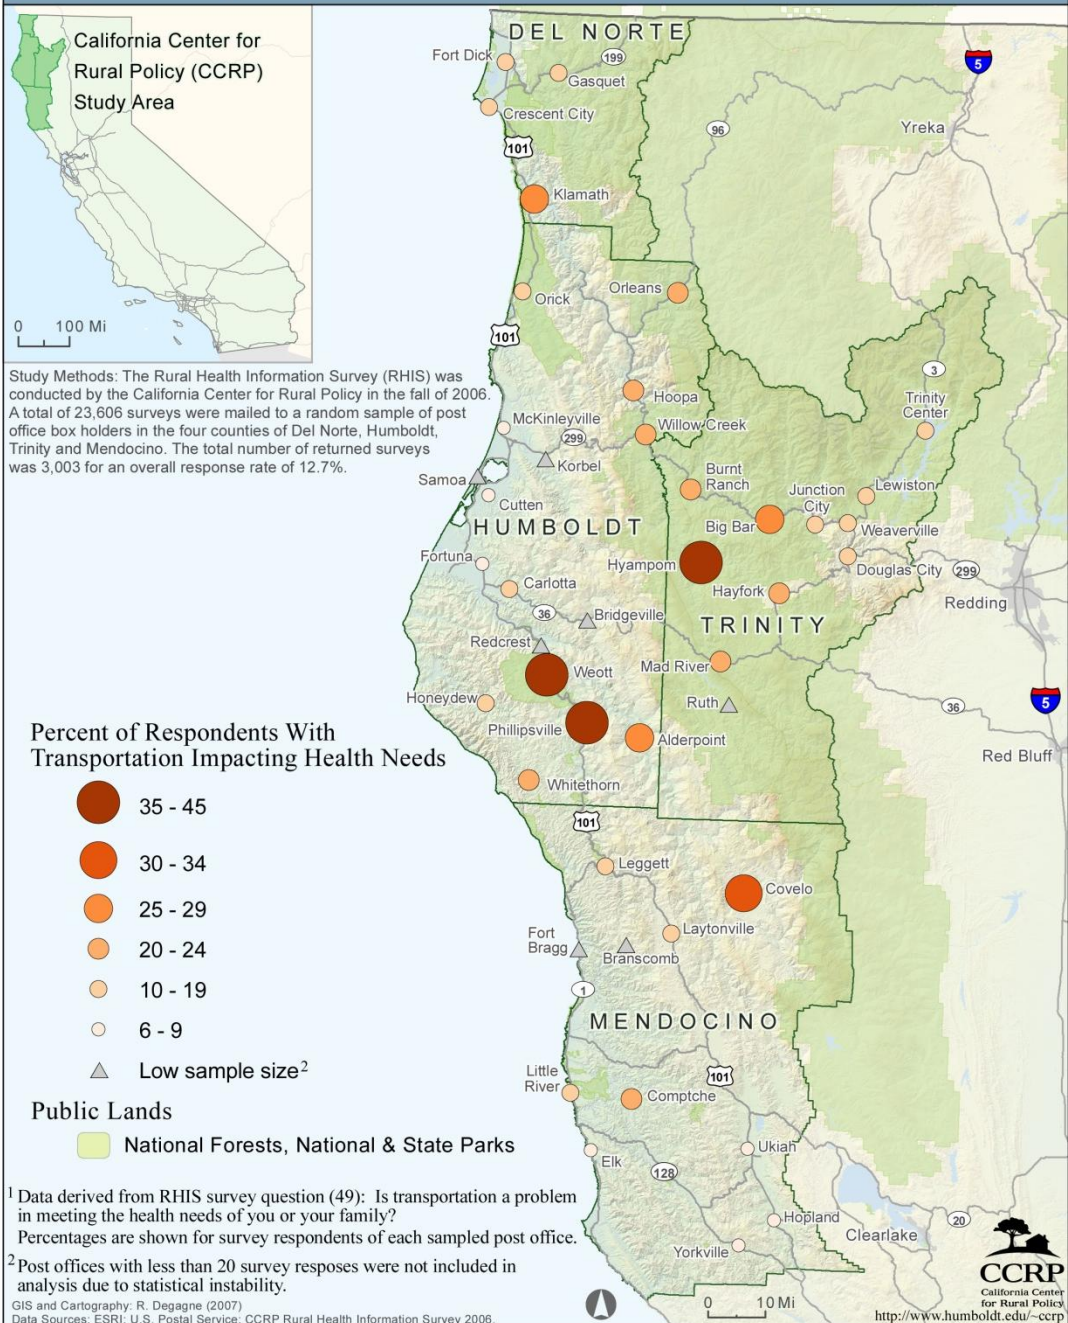 California Center for
Rural Policy (CCRP)
Study Area
0 100 Mi
Study Methods: The Rural Health Information Survey (RHIS) was
conducted by the California Center for Rural Policy in the fall of 2006.
A total of 23,606 surveys were mailed to a random sample of post
office box holders in the four counties of Del Norte, Humboldt,
Trinity and Mendocino. The total number of returned surveys
was 3,003 for an overall response rate of 12.7%.
DEL NORTE
Fort Dick
199
Gasquet
5
Crescent City
96
Yreka
101
Klamath
Orleans
Orick
101
3
Hoopa
Trinity
Center
McKinleyville
299
Willow Creek
Korbel
Burnt
Ranch
Samoa
Cutten
Junction
City
Lewiston
HUMBOLDT
Big Bar
Weaverville
Fortuna
Hyampom
Douglas City
299
Carlotta
Hayfork
Redding
36
Bridgeville
TRINITY
Redcrest
Weott
Mad River
Honeydew
Ruth
36
5
Phillipsville
Alderpoint
Red Bluff
Whitethorn
101
Leggett
Covelo
Fort
Bragg
Laytonville
Branscomb
1
MENDOCINO
Little
River
101
Comptche
Elk
Ukiah
128
Hopland
Yorkville
Clearlake
20
Percent of Respondents With
Transportation Impacting Health Needs
35 - 45
30 - 34
25 - 29
20 - 24
10 - 19
6 - 9
Low sample size2
Public Lands
National Forests, National & State Parks
1 Data derived from RHIS survey question (49): Is transportation a problem
in meeting the health needs of you or your family?
Percentages are shown for survey respondents of each sampled post office.
2 Post offices with less than 20 survey resposes were not included in
analysis due to statistical instability.
GIS and Cartography: R. Degagne (2007)
Data Sources: ESRI; U.S. Postal Service; CCRP Rural Health Information Survey 2006.
0 10 Mi
CCRP
California Center
for Rural Policy
http://www.humboldt.edu/~ccrp